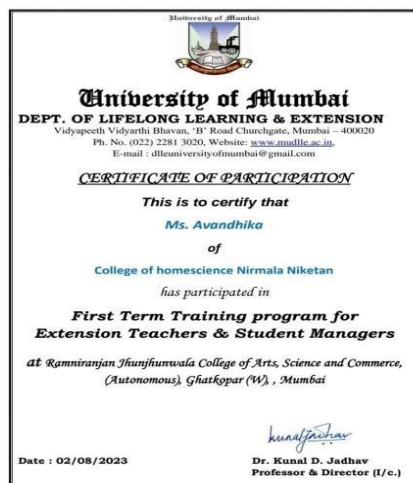 University of Mumbai
University of Mumbai
DEPT. OF LIFELONG LEARNING & EXTENSION
Vidyapeeth Vidyarthi Bhavan, 'B' Road Churchgate, Mumbai – 400020
Ph. No. (022) 2281 3020, Website: www.mudlle.ac.in,
E-mail : dlleuniversityofmumbai@gmail.com
CERTIFICATE OF PARTICIPATION
This is to certify that
Ms. Avandhika
of
College of homescience Nirmala Niketan
has participated in
First Term Training program for
Extension Teachers & Student Managers
at Ramniranjan Jhunjhunwala College of Arts, Science and Commerce,
(Autonomous), Ghatkopar (W), , Mumbai
kunaljadhav
Date : 02/08/2023
Dr. Kunal D. Jadhav
Professor & Director (I/c.)